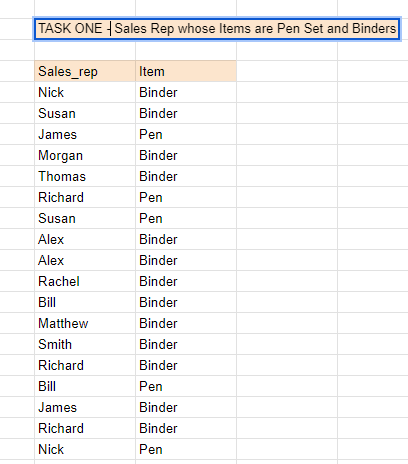 TASK ONE - Sales Rep whose Items are Pen Set and Binders
Sales_rep Item
Nick Binder
Susan Binder
James Pen
Morgan Binder
Thomas Binder
Richard Pen
Susan Pen
Alex Binder
Alex Binder
Rachel Binder
Bill Binder
Matthew Binder
Smith Binder
Richard Binder
Bill Pen
James Binder
Richard Binder
Nick Pen